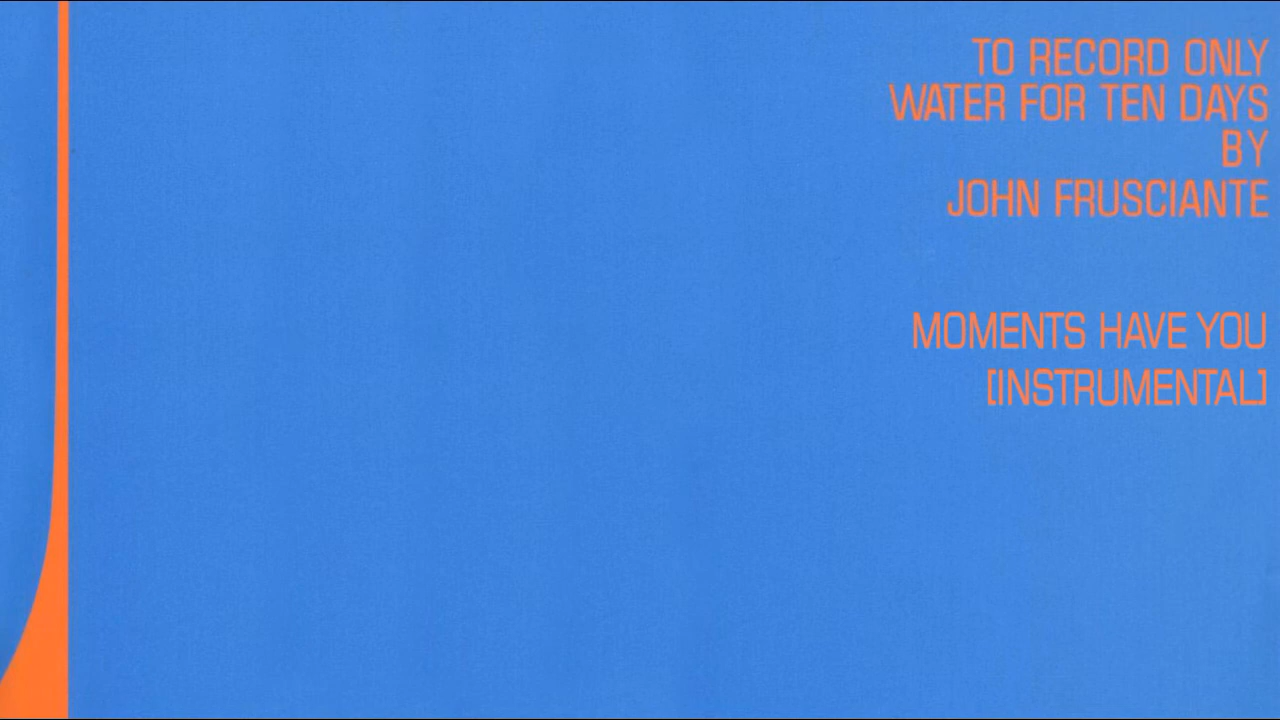 TO RECORD ONLY
WATER FOR TEN DAYS
BY
JOHN FRUSCIANTE
MOMENTS HAVE YOU
[INSTRUMENTAL]